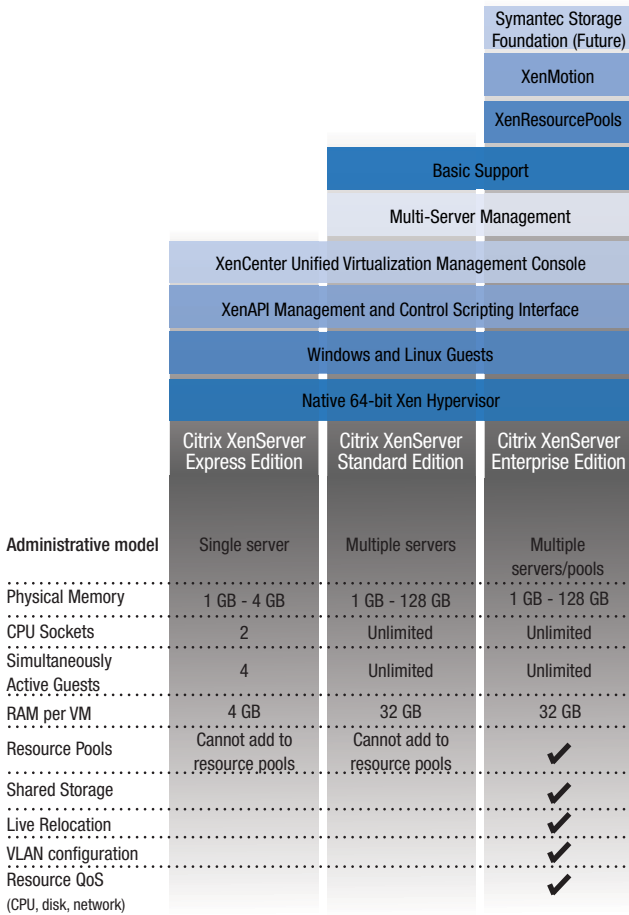 Symantec Storage
Foundation (Future)
XenMotion
XenResourcePools
Basic Support
Multi-Server Management
XenCenter Unified Virtualization Management Console
XenAPI Management and Control Scripting Interface
Windows and Linux Guests
Native 64-bit Xen Hypervisor
Citrix XenServer
Express Edition
Citrix XenServer
Standard Edition
Citrix XenServer
Enterprise Edition
Administrative model Single server Multiple servers Multiple
servers/pools
Physical Memory 1 GB - 4 GB 1 GB - 128 GB 1 GB - 128 GB
CPU Sockets 2 Unlimited Unlimited
Simultaneously
Active Guests 4 Unlimited Unlimited
RAM per VM 4 GB 32 GB 32 GB
Resource Pools Cannot add to
resource pools Cannot add to
resource pools ✔
Shared Storage ✔
Live Relocation ✔
VLAN configuration ✔
Resource QoS ✔
(CPU, disk, network)